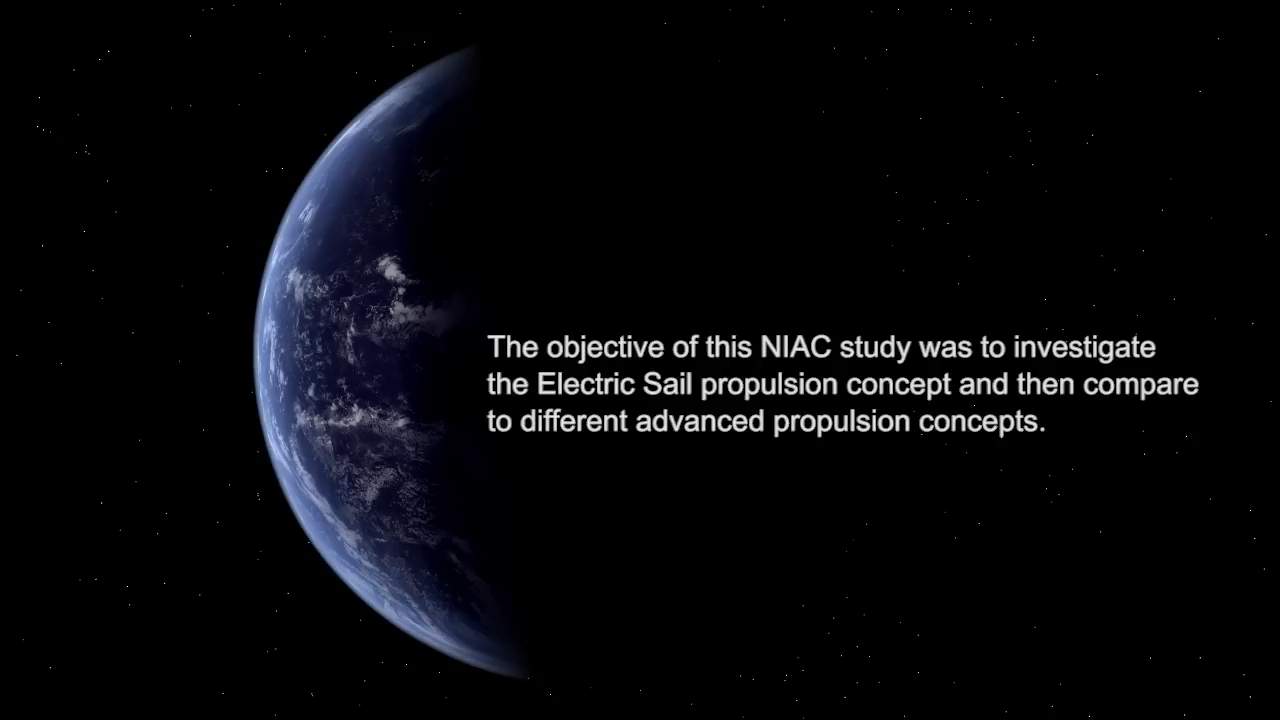 The objective of this NIAC study was to investigate
the Electric Sail propulsion concept and then compare
to different advanced propulsion concepts.